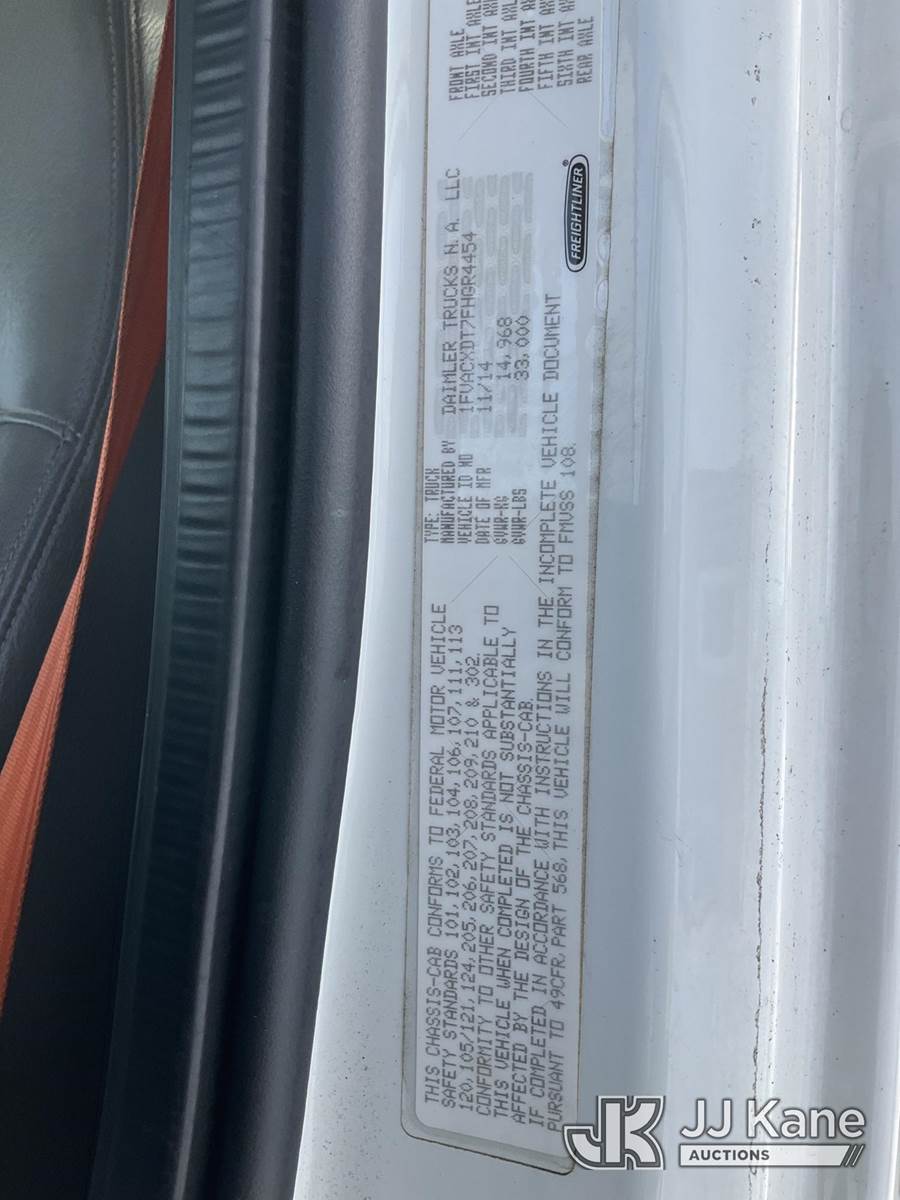 THIS CHASSIS-CAB CONFORMS TO FEDERAL MOTOR VEHICLE
SAFETY STANDARDS 101, 102, 103, 104, 106, 107, 111, 113
120, 105/121, 124, 205, 206, 207, 208, 209, 210 & 302.
CONFORMITY TO OTHER SAFETY STANDARDS APPLICABLE TO
THIS VEHICLE WHEN COMPLETED IS NOT SUBSTANTIALLY
AFFECTED BY THE DESIGN OF THE CHASSIS-CAB.
IF COMPLETED IN ACCORDANCE WITH INSTRUCTIONS IN THE INCOMPLETE VEHICLE DOCUMENT
PURSUANT TO 49CFR, PART 568, THIS VEHICLE WILL CONFORM TO FMVSS 108.
TYPE: TRUCK
MANUFACTURED BY DAIMLER TRUCKS N.A. LLC
VEHICLE ID NO 1FVACXDT7FHGR4454
DATE OF MFR 11/14
GVWR-KG 14,968
GVWR-LBS 33,000
FREIGHTLINER®
FRONT AXLE
FIRST INT AXLE
SECOND INT AX
THIRD INT AXL
FOURTH INT A
FIFTH INT AX
SIXTH INT AX
REAR AXLE
JK JJ Kane
AUCTIONS